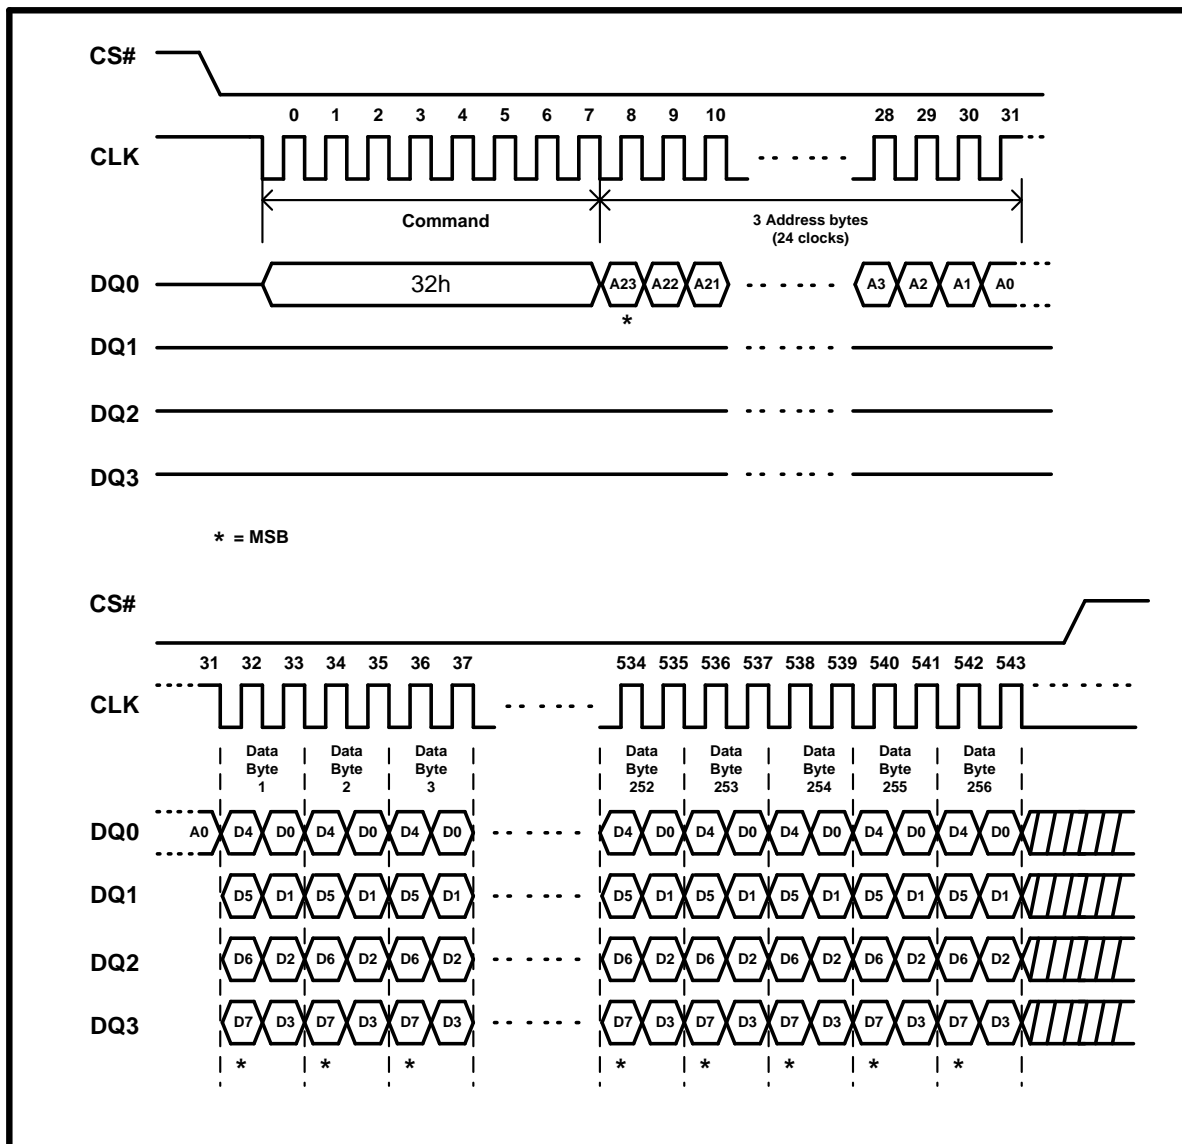 CS#
0 1 2 3 4 5 6 7 8 9 10 28 29 30 31
CLK
Command
3 Address bytes
(24 clocks)
DQ0 32h A23 A22 A21 A3 A2 A1 A0
*
DQ1
DQ2
DQ3
* = MSB
CS#
31 32 33 34 35 36 37 534 535 536 537 538 539 540 541 542 543
CLK
Data Data Data Data Data Data Data Data
Byte Byte Byte Byte Byte Byte Byte Byte
1 2 3 252 253 254 255 256
DQ0 A0 D4 D0 D4 D0 D4 D0 D4 D0 D4 D0 D4 D0 D4 D0 D4 D0
DQ1 D5 D1 D5 D1 D5 D1 D5 D1 D5 D1 D5 D1 D5 D1 D5 D1
DQ2 D6 D2 D6 D2 D6 D2 D6 D2 D6 D2 D6 D2 D6 D2 D6 D2
DQ3 D7 D3 D7 D3 D7 D3 D7 D3 D7 D3 D7 D3 D7 D3 D7 D3
* * * * * * * *